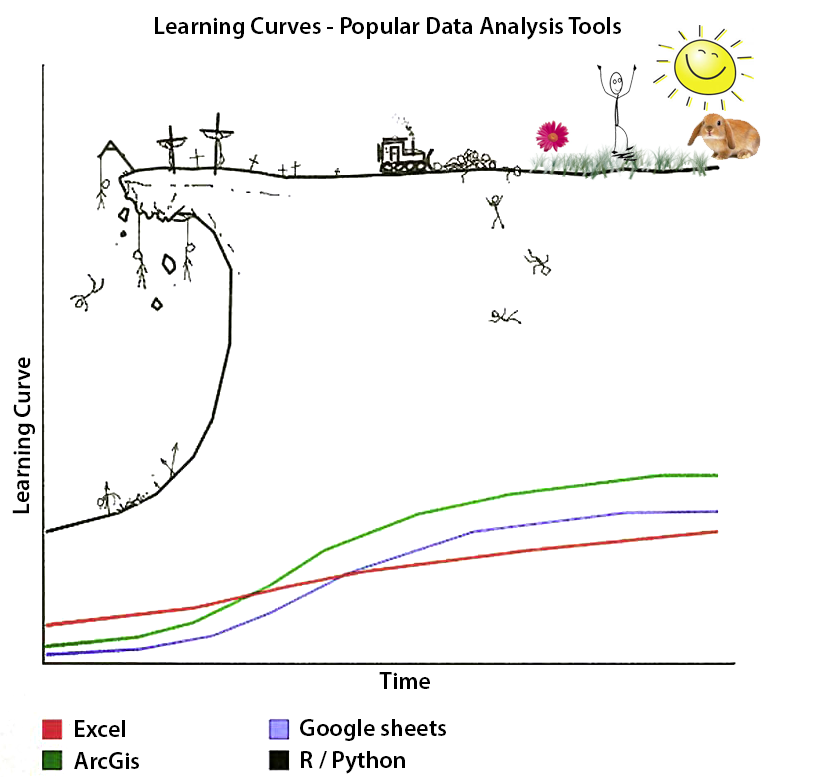 Learning Curves - Popular Data Analysis Tools
Learning Curve
Time
Excel
Google sheets
ArcGis
R / Python